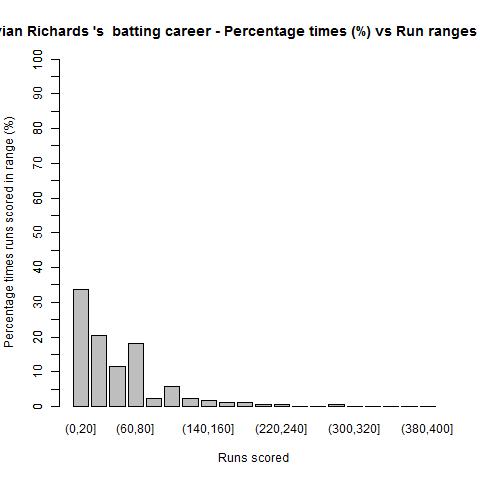 Richards 's  batting career - Percentage times (%) vs Run ranges
Percentage times runs scored in range (%)
100
90
80
70
60
50
40
30
20
10
0
(0,20] (60,80] (140,160] (220,240] (300,320] (380,400]
Runs scored